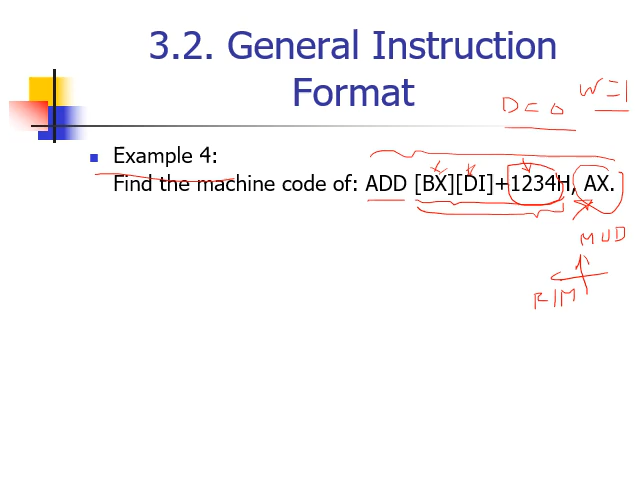 3.2. General Instruction
Format
D = 0 W = 1
Example 4:
Find the machine code of: ADD [BX][DI]+1234H, AX.
MOD
R/M